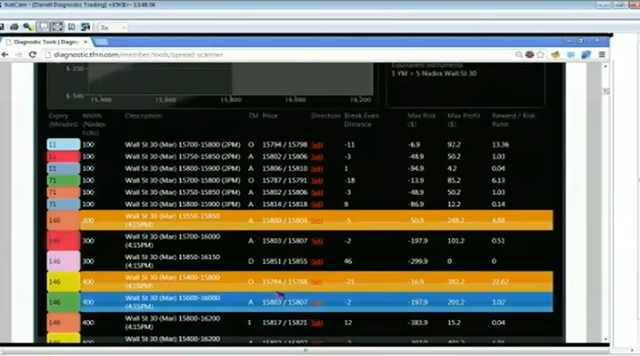 HotCam - [Darrell Diagnostic Trading]
3x
Diagnostic Tools | Diagnos
diagnostic.tfnn.com/member/tools/spread-scanner
$-250
$-500
15,400 15,600 15,800 16,000 16,200
1 YM = 5 Nadex Wall St 30
Expiry (Minutes) Width (Nadex ticks) Description TM Price Direction Break Even Distance Max Risk ($) Max Profit ($) Reward / Risk Ratio
11 100 Wall St 30 (Mar) 15700-15800 (2PM) O 15794 / 15798 Sell -11 -6.9 92.2 13.36
11 100 Wall St 30 (Mar) 15750-15850 (2PM) A 15802 / 15806 Sell -3 -48.9 50.2 1.03
11 100 Wall St 30 (Mar) 15800-15900 (2PM) A 15806 / 15810 Sell 1 -94.9 4.2 0.04
71 100 Wall St 30 (Mar) 15700-15800 (3PM) O 15787 / 15791 Sell -18 -13.9 85.2 6.13
71 100 Wall St 30 (Mar) 15750-15850 (3PM) A 15802 / 15806 Sell -3 -48.9 50.2 1.03
71 100 Wall St 30 (Mar) 15800-15900 (3PM) A 15814 / 15818 Sell 9 -86.9 12.2 0.14
146 300 Wall St 30 (Mar) 15550-15850 (4:15PM) A 15800 / 15804 Sell -5 -50.9 248.2 4.88
146 300 Wall St 30 (Mar) 15700-16000 (4:15PM) A 15803 / 15807 Sell -2 -197.9 101.2 0.51
146 300 Wall St 30 (Mar) 15850-16150 (4:15PM) O 15851 / 15855 Sell 46 -299.9 0 0
146 400 Wall St 30 (Mar) 15400-15800 (4:15PM) O 15784 / 15788 Sell -21 -16.9 382.2 22.62
146 400 Wall St 30 (Mar) 15600-16000 (4:15PM) A 15803 / 15807 Sell -2 -197.9 201.2 1.02
146 400 Wall St 30 (Mar) 15800-16200 (4:15PM) I 15817 / 15821 Sell 12 -383.9 15.2 0.04